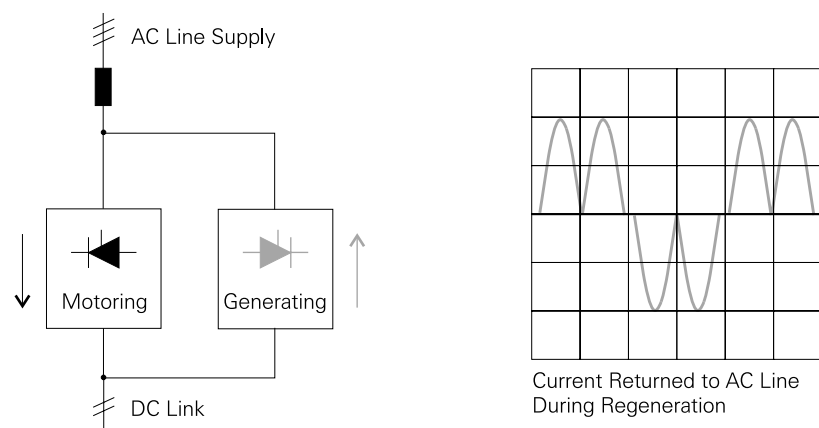 AC Line Supply
Motoring
Generating
DC Link
Current Returned to AC Line
During Regeneration